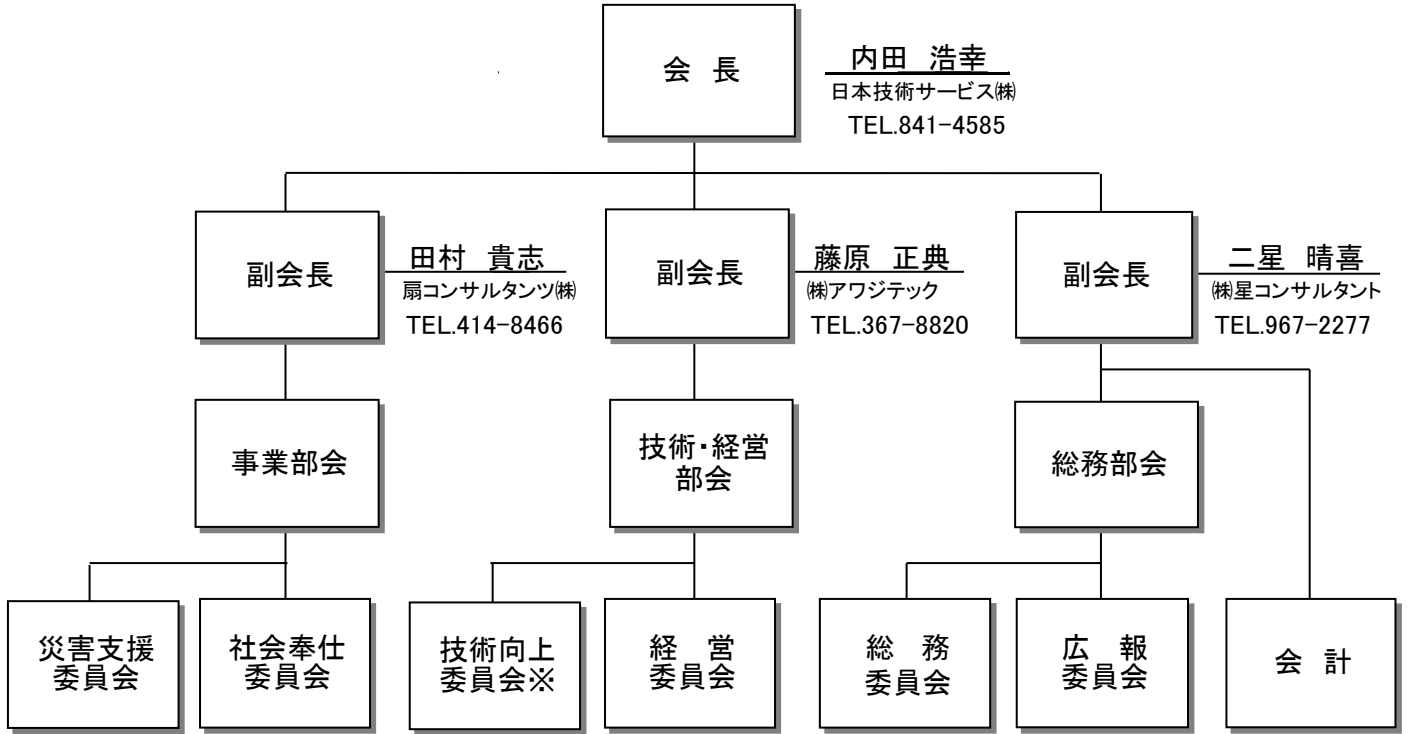 会 長
内田 浩幸
日本技術サービス㈱
TEL.841-4585
副会長
田村 貴志
扇コンサルタンツ㈱
TEL.414-8466
副会長
藤原 正典
㈱アワジテック
TEL.367-8820
副会長
二星 晴喜
㈱星コンサルタント
TEL.967-2277
事業部会
技術・経営
部会
総務部会
災害支援
委員会
社会奉仕
委員会
技術向上
委員会※
経 営
委員会
総 務
委員会
広 報
委員会
会 計